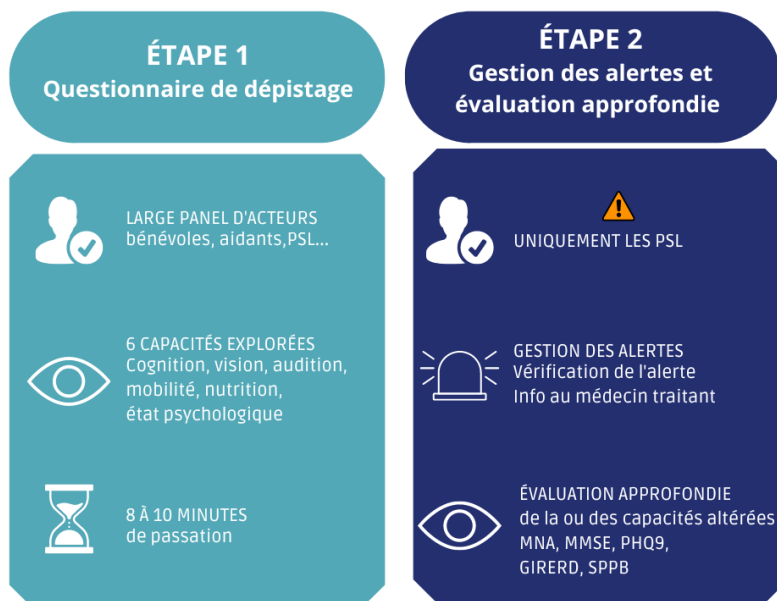 ÉTAPE 1
Questionnaire de dépistage
LARGE PANEL D'ACTEURS
bénévoles, aidants,PSL...
6 CAPACITÉS EXPLORÉES
Cognition, vision, audition,
mobilité, nutrition,
état psychologique
8 À 10 MINUTES
de passation
ÉTAPE 2
Gestion des alertes et
évaluation approfondie
UNIQUEMENT LES PSL
GESTION DES ALERTES
Vérification de l'alerte
Info au médecin traitant
ÉVALUATION APPROFONDIE
de la ou des capacités altérées
MNA, MMSE, PHQ9,
GIRERD, SPPB